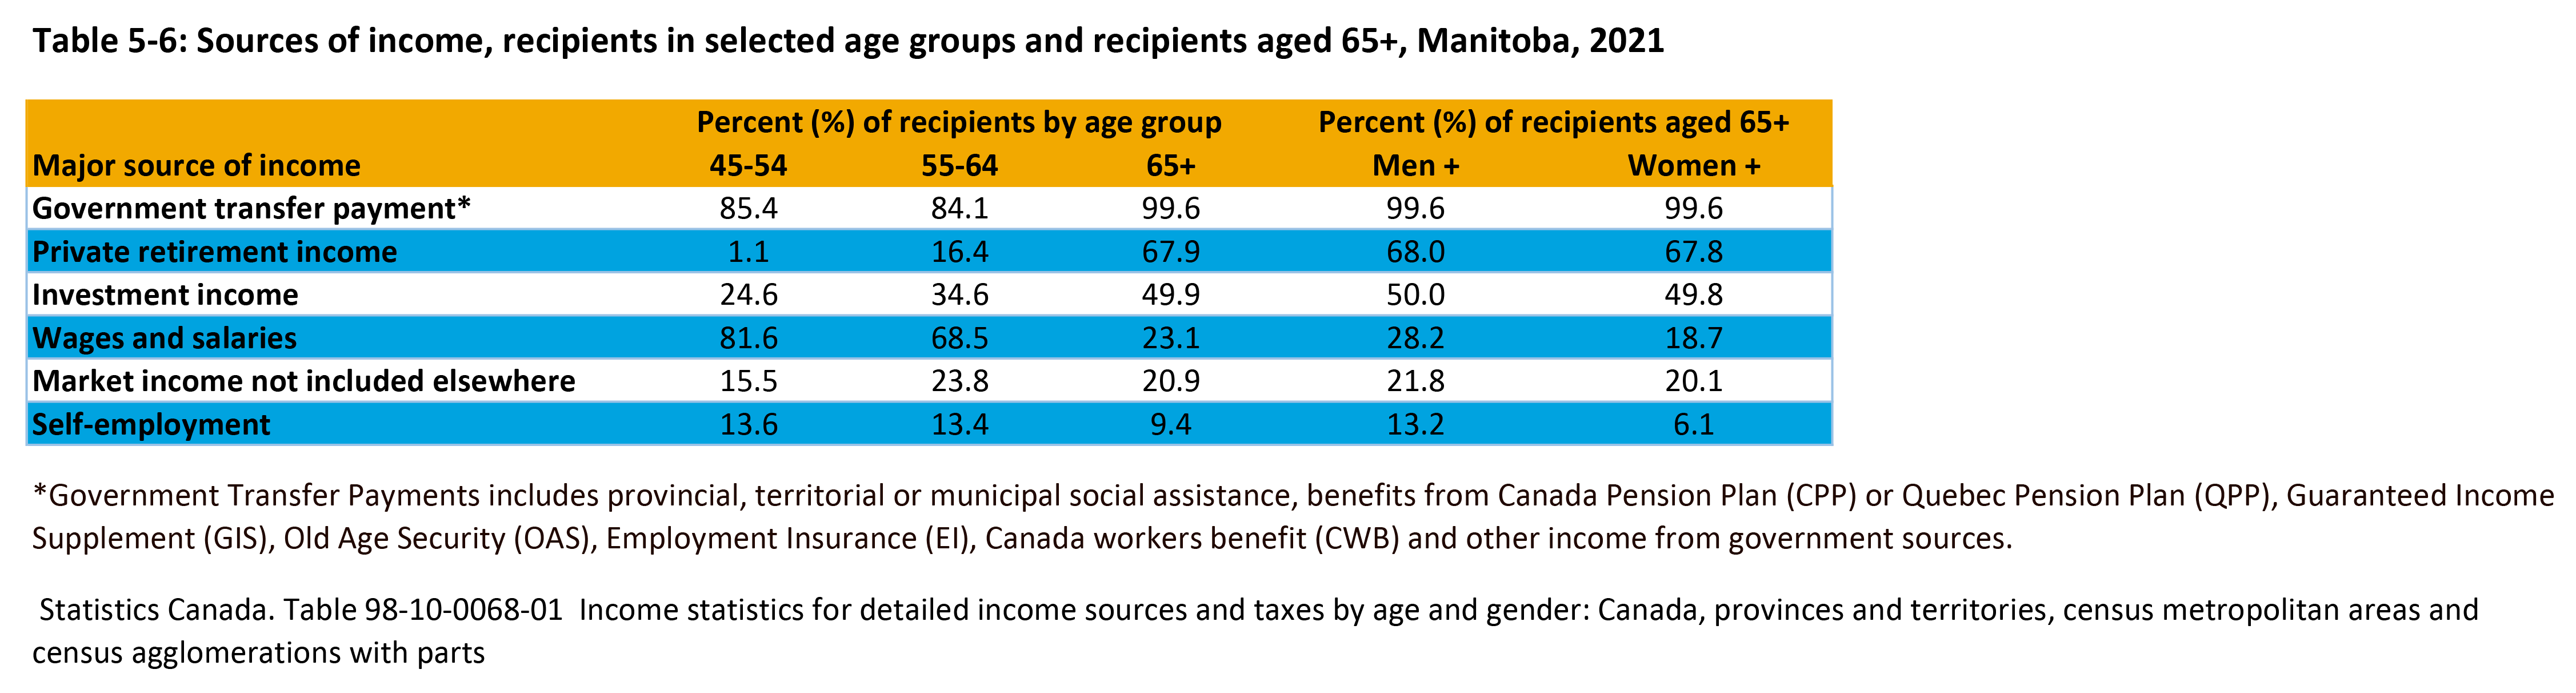 Table 5-6: Sources of income, recipients in selected age groups and recipients aged 65+, Manitoba, 2021
Percent (%) of recipients by age group Percent (%) of recipients aged 65+
Major source of income 45-54 55-64 65+ Men + Women +
Government transfer payment* 85.4 84.1 99.6 99.6 99.6
Private retirement income 1.1 16.4 67.9 68.0 67.8
Investment income 24.6 34.6 49.9 50.0 49.8
Wages and salaries 81.6 68.5 23.1 28.2 18.7
Market income not included elsewhere 15.5 23.8 20.9 21.8 20.1
Self-employment 13.6 13.4 9.4 13.2 6.1
*Government Transfer Payments includes provincial, territorial or municipal social assistance, benefits from Canada Pension Plan (CPP) or Quebec Pension Plan (QPP), Guaranteed Income
Supplement (GIS), Old Age Security (OAS), Employment Insurance (EI), Canada workers benefit (CWB) and other income from government sources.
Statistics Canada. Table 98-10-0068-01 Income statistics for detailed income sources and taxes by age and gender: Canada, provinces and territories, census metropolitan areas and
census agglomerations with parts